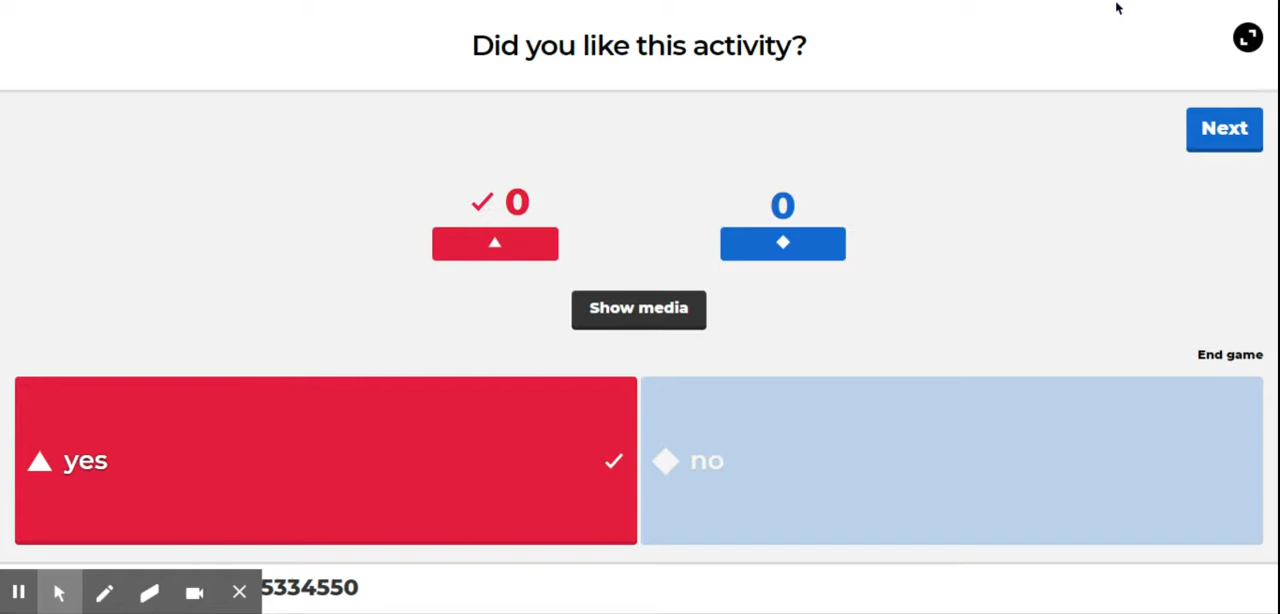 Did you like this activity?
Next
0
0
Show media
End game
yes
no
5334550